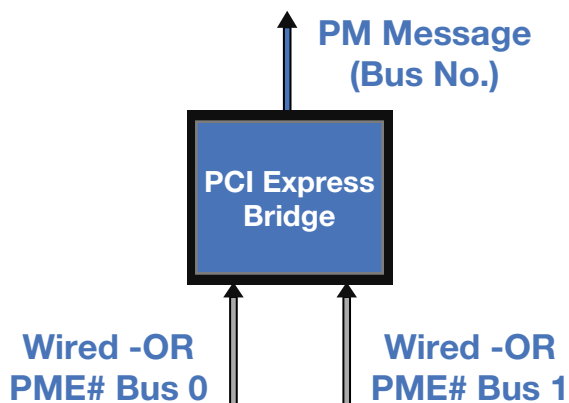 PM Message
(Bus No.)
PCI Express
Bridge
Wired -OR
PME# Bus 0
Wired -OR
PME# Bus 1